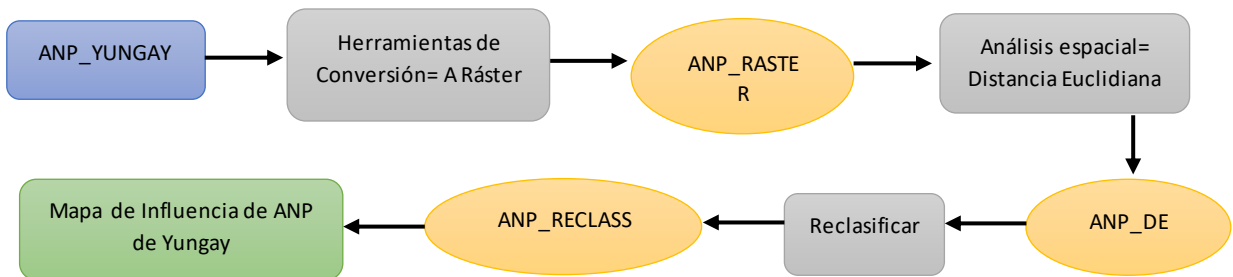 ANP_YUNGAY
Herramientas de
Conversión= A Ráster
ANP_RASTE
R
Análisis espacial=
Distancia Euclidiana
Mapa de Influencia de ANP
de Yungay
ANP_RECLASS
Reclasificar
ANP_DE